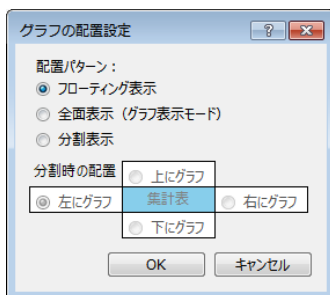 グラフの配置設定
配置パターン：
フローティング表示
全面表示（グラフ表示モード）
分割表示
分割時の配置
上にグラフ
左にグラフ
集計表
右にグラフ
下にグラフ
OK
キャンセル